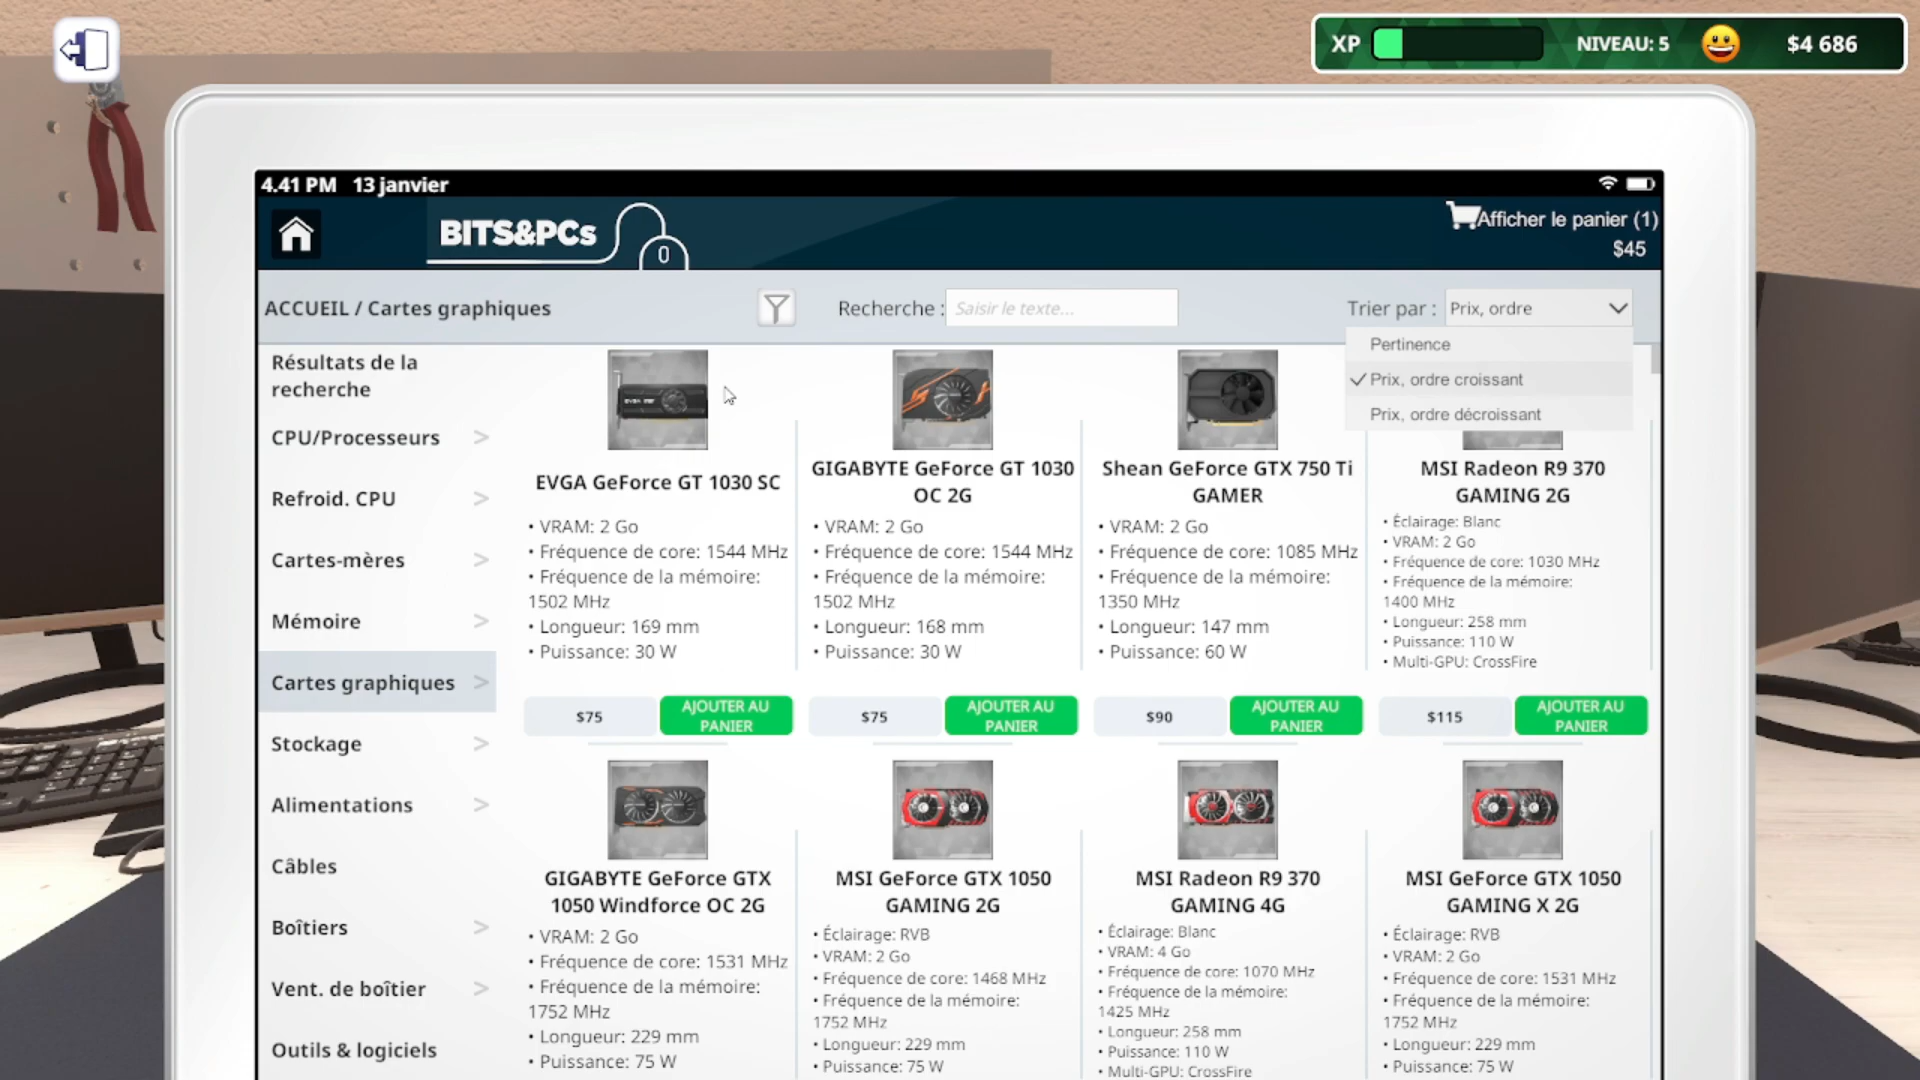 XP
NIVEAU: 5
$4 686
4.41 PM 13 janvier
BITS&PCs
0
Afficher le panier (1)
$45
ACCUEIL / Cartes graphiques
Recherche :
Saisir le texte...
Trier par :
Prix, ordre
Pertinence
Prix, ordre croissant
Prix, ordre décroissant
Résultats de la
recherche
CPU/Processeurs >
Refroid. CPU >
Cartes-mères >
Mémoire >
Cartes graphiques >
Stockage >
Alimentations >
Câbles
Boîtiers >
Vent. de boîtier >
Outils & logiciels
EVGA GeForce GT 1030 SC
• VRAM: 2 Go
• Fréquence de core: 1544 MHz
• Fréquence de la mémoire:
1502 MHz
• Longueur: 169 mm
• Puissance: 30 W
$75
AJOUTER AU
PANIER
GIGABYTE GeForce GT 1030
OC 2G
• VRAM: 2 Go
• Fréquence de core: 1544 MHz
• Fréquence de la mémoire:
1502 MHz
• Longueur: 168 mm
• Puissance: 30 W
$75
AJOUTER AU
PANIER
Shean GeForce GTX 750 Ti
GAMER
• VRAM: 2 Go
• Fréquence de core: 1085 MHz
• Fréquence de la mémoire:
1350 MHz
• Longueur: 147 mm
• Puissance: 60 W
$90
AJOUTER AU
PANIER
MSI Radeon R9 370
GAMING 2G
• Éclairage: Blanc
• VRAM: 2 Go
• Fréquence de core: 1030 MHz
• Fréquence de la mémoire:
1400 MHz
• Longueur: 258 mm
• Puissance: 110 W
• Multi-GPU: CrossFire
$115
AJOUTER AU
PANIER
GIGABYTE GeForce GTX
1050 Windforce OC 2G
• VRAM: 2 Go
• Fréquence de core: 1531 MHz
• Fréquence de la mémoire:
1752 MHz
• Longueur: 229 mm
• Puissance: 75 W
MSI GeForce GTX 1050
GAMING 2G
• Éclairage: RVB
• VRAM: 2 Go
• Fréquence de core: 1468 MHz
• Fréquence de la mémoire:
1752 MHz
• Longueur: 229 mm
• Puissance: 75 W
MSI Radeon R9 370
GAMING 4G
• Éclairage: Blanc
• VRAM: 4 Go
• Fréquence de core: 1070 MHz
• Fréquence de la mémoire:
1425 MHz
• Longueur: 258 mm
• Puissance: 110 W
• Multi-GPU: CrossFire
MSI GeForce GTX 1050
GAMING X 2G
• Éclairage: RVB
• VRAM: 2 Go
• Fréquence de core: 1531 MHz
• Fréquence de la mémoire:
1752 MHz
• Longueur: 229 mm
• Puissance: 75 W